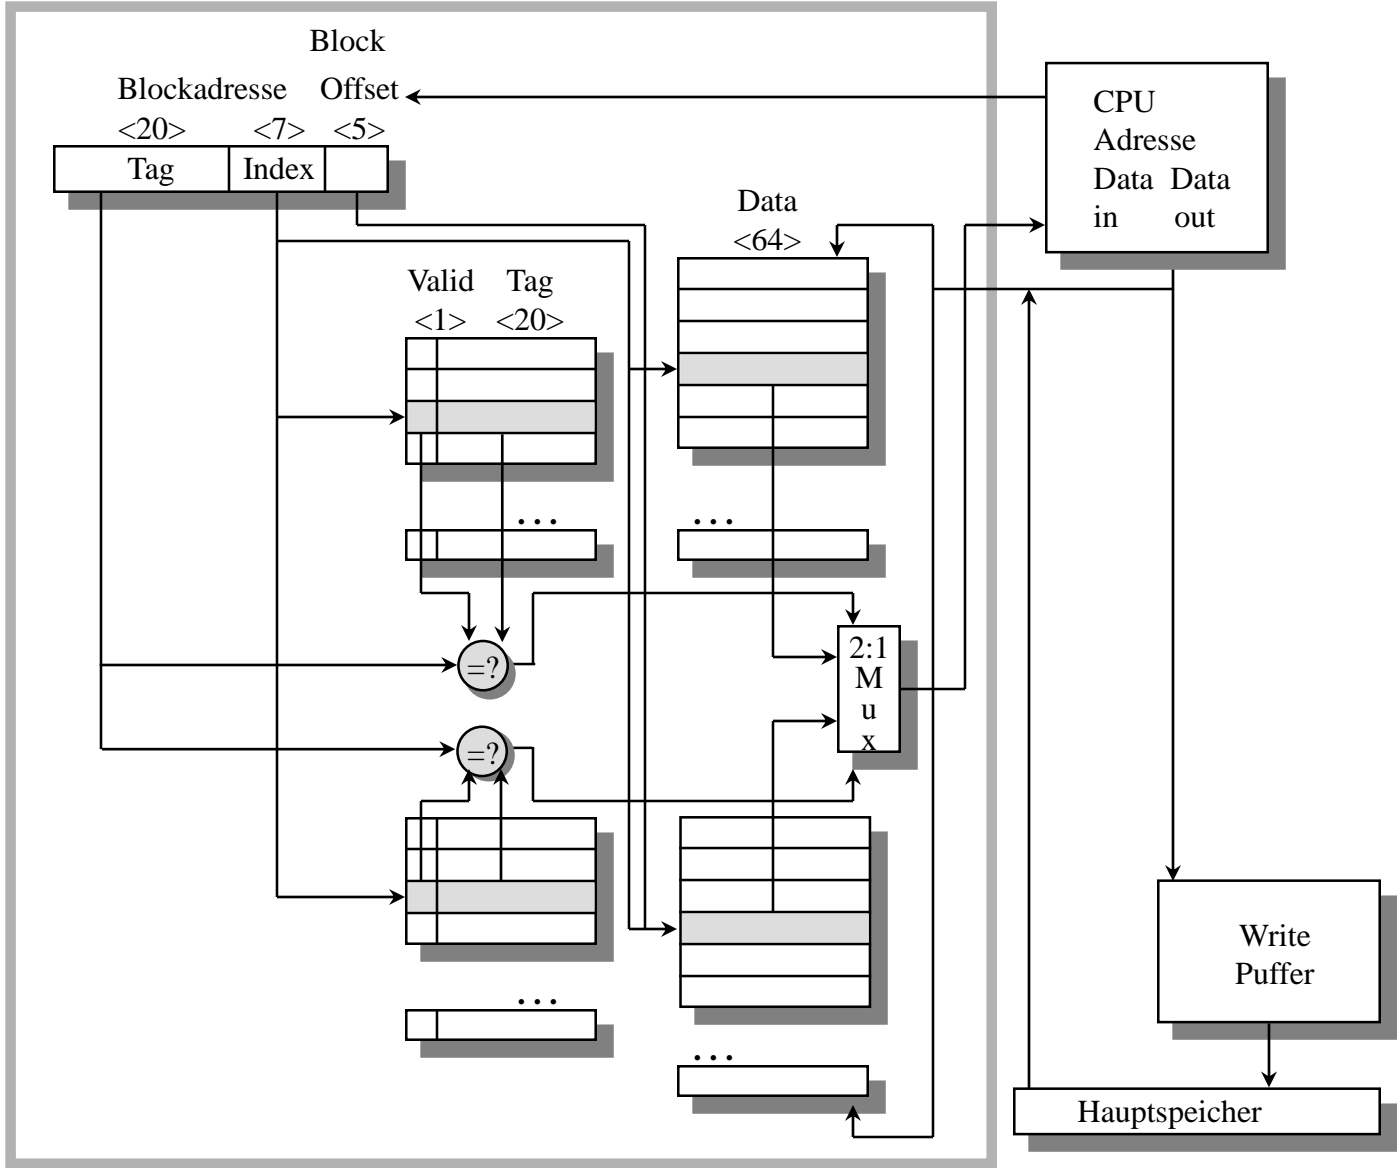 Block
Blockadresse Offset
<20> <7> <5>
Tag Index
CPU
Adresse
Data Data
in out
Data
<64>
Valid Tag
<1> <20>
...
...
=?
2:1
M
u
x
=?
Write
Puffer
...
...
Hauptspeicher